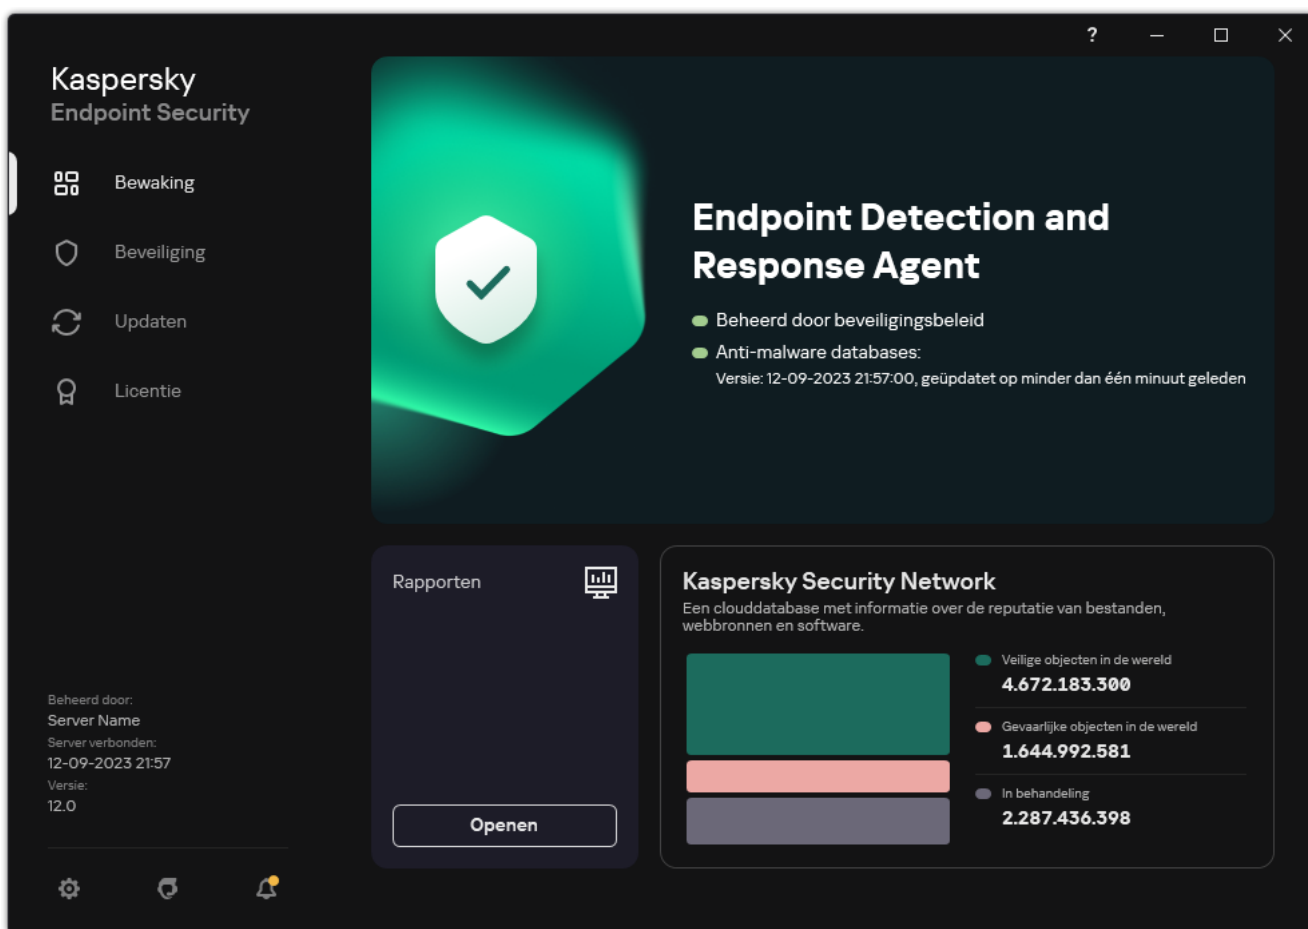 ?
Kaspersky
Endpoint Security
Bewaking
Beveiliging
Updaten
Licentie
Beheerd door:
Server Name
Server verbonden:
12-09-2023 21:57
Versie:
12.0
Endpoint Detection and
Response Agent
Beheerd door beveiligingsbeleid
Anti-malware databases:
Versie: 12-09-2023 21:57:00, geüpdatet op minder dan één minuut geleden
Rapporten
Openen
Kaspersky Security Network
Een clouddatabase met informatie over de reputatie van bestanden,
webbronnen en software.
Veilige objecten in de wereld
4.672.183.300
Gevaarlijke objecten in de wereld
1.644.992.581
In behandeling
2.287.436.398